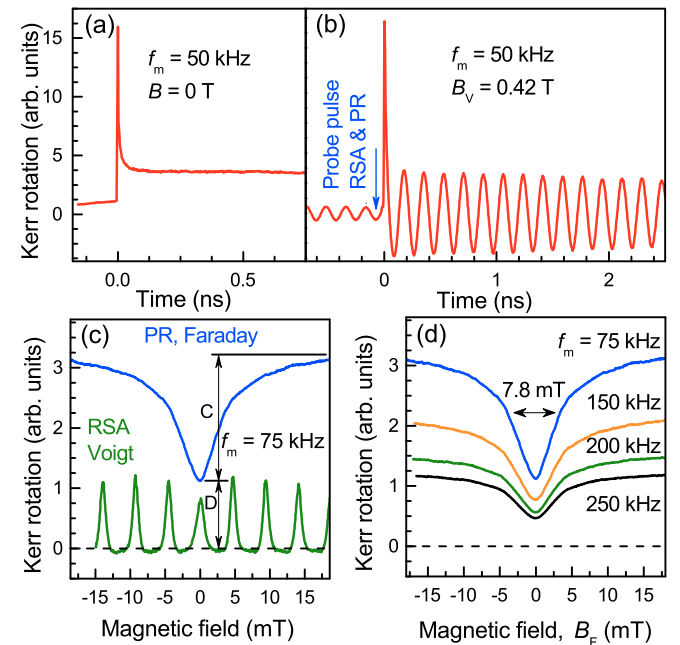 (a)
f_m = 50 kHz
B = 0 T
Kerr rotation (arb. units)
15
10
5
0
0.0
0.5
Time (ns)
(b)
f_m = 50 kHz
B_V = 0.42 T
Probe pulse
RSA & PR
0
1
2
Time (ns)
(c)
PR, Faraday
RSA
Voigt
C
f_m = 75 kHz
D
Kerr rotation (arb. units)
3
2
1
0
-15
-10
-5
0
5
10
15
Magnetic field (mT)
(d)
f_m = 75 kHz
7.8 mT
150 kHz
200 kHz
250 kHz
Kerr rotation (arb. units)
3
2
1
0
-15
-10
-5
0
5
10
15
Magnetic field, B_F (mT)